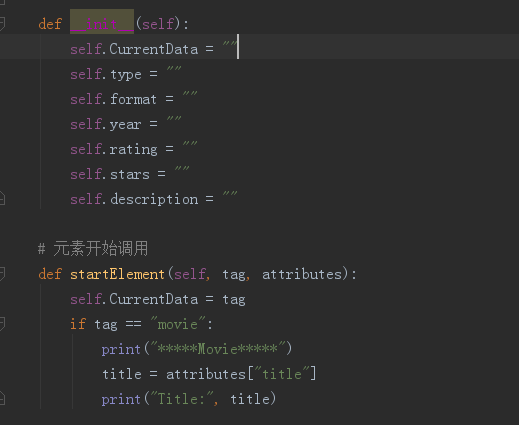 def __init__(self):
self.CurrentData = ""
self.type = ""
self.format = ""
self.year = ""
self.rating = ""
self.stars = ""
self.description = ""
# 元素开始调用
def startElement(self, tag, attributes):
self.CurrentData = tag
if tag == "movie":
print("*****Movie*****")
title = attributes["title"]
print("Title:", title)